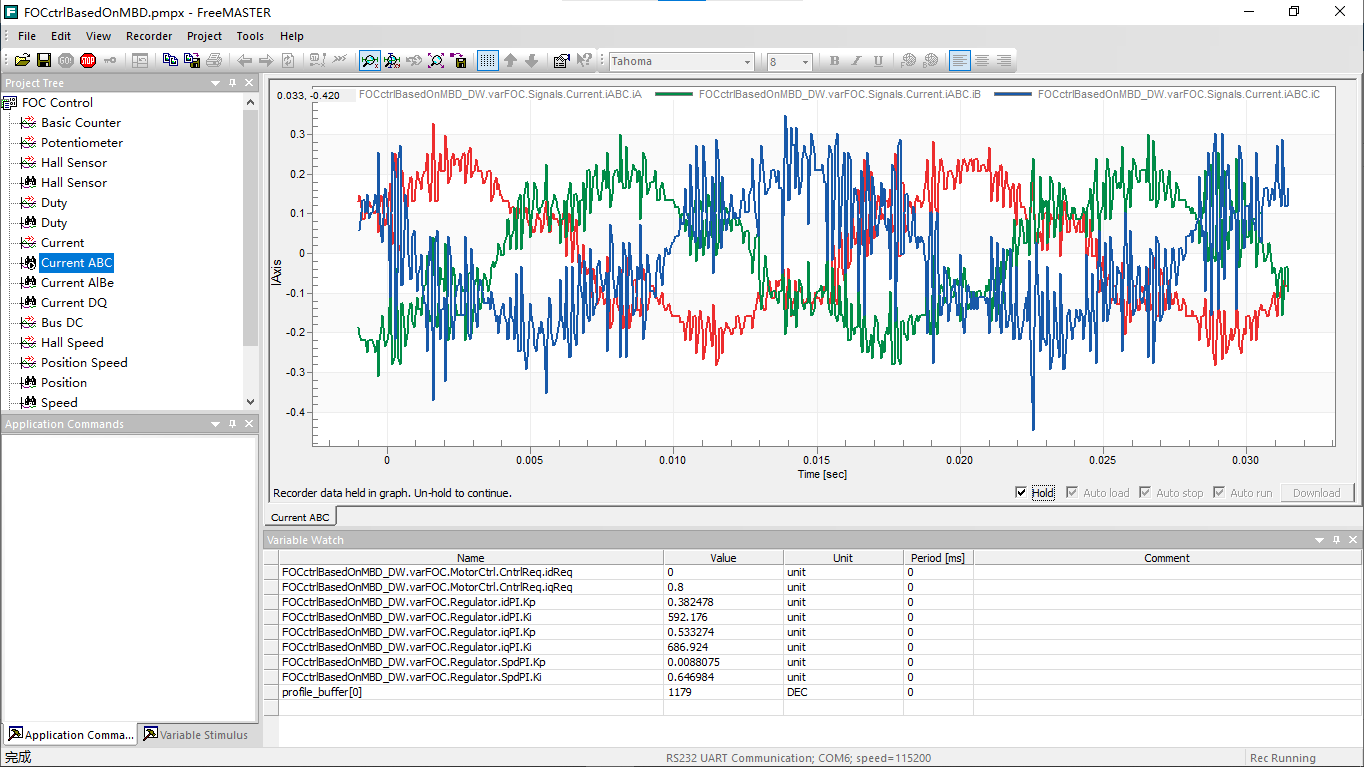 FOCctrlBasedOnMBD.pmpx - FreeMASTER
File Edit View Recorder Project Tools Help
GO! STOP Tahoma 8 B I U
Project Tree
FOC Control
Basic Counter
Potentiometer
Hall Sensor
Hall Sensor
Duty
Duty
Current
Current ABC
Current AlBe
Current DQ
Bus DC
Hall Speed
Position Speed
Position
Speed
Application Commands
Application Comma... Variable Stimulus
0.033, -0.420 FOCctrlBasedOnMBD_DW.varFOC.Signals.Current.iABC.iA FOCctrlBasedOnMBD_DW.varFOC.Signals.Current.iABC.iB FOCctrlBasedOnMBD_DW.varFOC.Signals.Current.iABC.iC
0.3
0.2
0.1
0
-0.1
-0.2
-0.3
-0.4
IAxis
0 0.005 0.010 0.015 0.020 0.025 0.030
Time [sec]
Recorder data held in graph. Un-hold to continue. Hold Auto load Auto stop Auto run Download
Current ABC
Variable Watch
Name Value Unit Period [ms] Comment
FOCctrlBasedOnMBD_DW.varFOC.MotorCtrl.CntrlReq.idReq 0 unit 0
FOCctrlBasedOnMBD_DW.varFOC.MotorCtrl.CntrlReq.iqReq 0.8 unit 0
FOCctrlBasedOnMBD_DW.varFOC.Regulator.idPI.Kp 0.382478 unit 0
FOCctrlBasedOnMBD_DW.varFOC.Regulator.idPI.Ki 592.176 unit 0
FOCctrlBasedOnMBD_DW.varFOC.Regulator.iqPI.Kp 0.533274 unit 0
FOCctrlBasedOnMBD_DW.varFOC.Regulator.iqPI.Ki 686.924 unit 0
FOCctrlBasedOnMBD_DW.varFOC.Regulator.SpdPI.Kp 0.0088075 unit 0
FOCctrlBasedOnMBD_DW.varFOC.Regulator.SpdPI.Ki 0.646984 unit 0
profile_buffer[0] 1179 DEC 0
完成 RS232 UART Communication; COM6; speed=115200 Rec Running